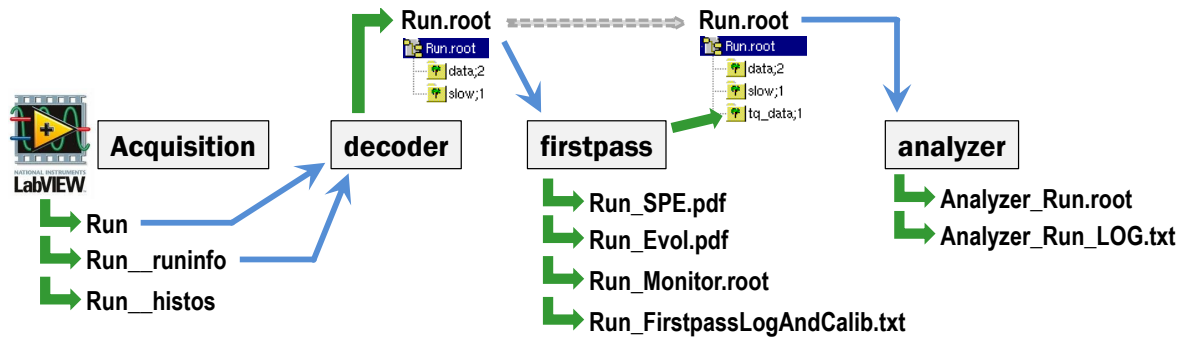 Run.root
Run.root
data;2
slow;1
Run.root
Run.root
data;2
slow;1
tq_data;1
NATIONAL INSTRUMENTS
LabVIEW
Acquisition
decoder
firstpass
analyzer
Run
Run__runinfo
Run__histos
Run_SPE.pdf
Run_Evol.pdf
Run_Monitor.root
Run_FirstpassLogAndCalib.txt
Analyzer_Run.root
Analyzer_Run_LOG.txt